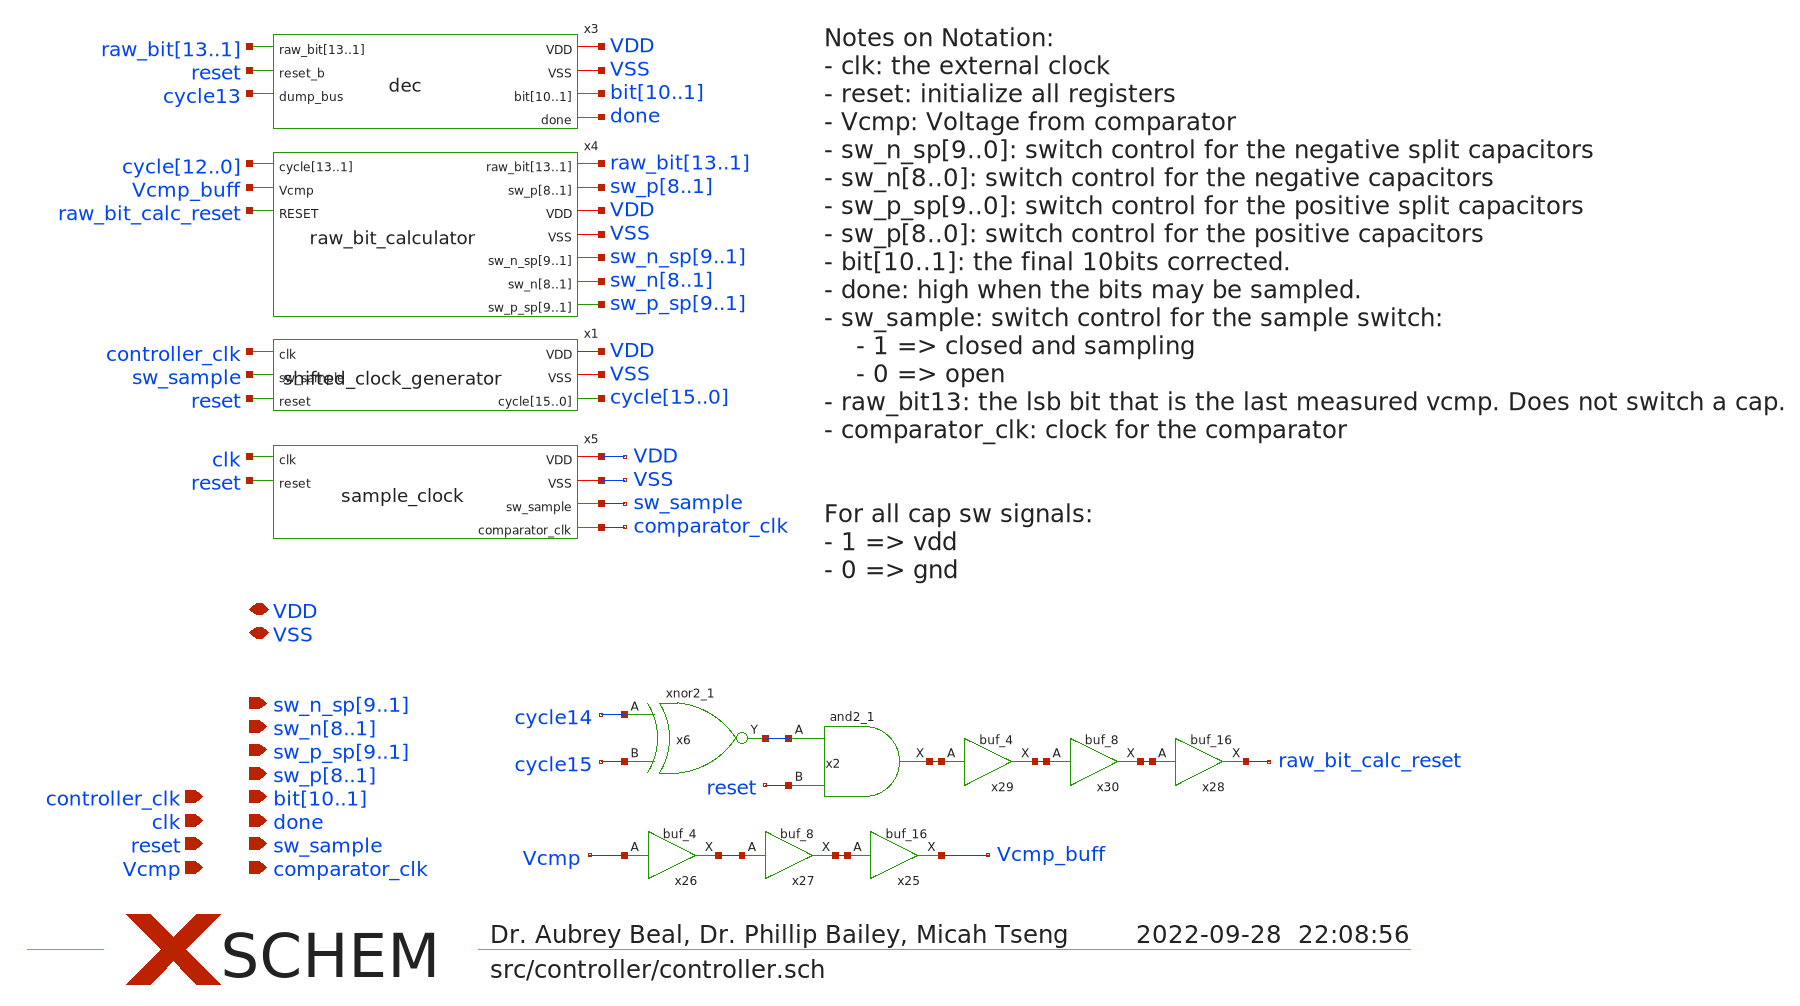 x3
raw_bit[13..1] raw_bit[13..1] VDD VDD
reset reset_b dec VSS VSS
cycle13 dump_bus bit[10..1] bit[10..1]
done done
x4
cycle[12..0] cycle[13..1] raw_bit[13..1] raw_bit[13..1]
Vcmp_buff Vcmp sw_p[8..1] sw_p[8..1]
raw_bit_calc_reset RESET VDD VDD
raw_bit_calculator VSS VSS
sw_n_sp[9..1] sw_n_sp[9..1]
sw_n[8..1] sw_n[8..1]
sw_p_sp[9..1] sw_p_sp[9..1]
x1
controller_clk clk VDD VDD
sw_sample sw_sample shifted_clock_generator VSS VSS
reset reset cycle[15..0] cycle[15..0]
x5
clk clk VDD VDD
reset reset sample_clock VSS VSS
sw_sample sw_sample
comparator_clk comparator_clk
Notes on Notation:
- clk: the external clock
- reset: initialize all registers
- Vcmp: Voltage from comparator
- sw_n_sp[9..0]: switch control for the negative split capacitors
- sw_n[8..0]: switch control for the negative capacitors
- sw_p_sp[9..0]: switch control for the positive split capacitors
- sw_p[8..0]: switch control for the positive capacitors
- bit[10..1]: the final 10bits corrected.
- done: high when the bits may be sampled.
- sw_sample: switch control for the sample switch:
- 1 => closed and sampling
- 0 => open
- raw_bit13: the lsb bit that is the last measured vcmp. Does not switch a cap.
- comparator_clk: clock for the comparator
For all cap sw signals:
- 1 => vdd
- 0 => gnd
VDD
VSS
sw_n_sp[9..1]
sw_n[8..1]
sw_p_sp[9..1]
sw_p[8..1]
controller_clk bit[10..1]
clk done
reset sw_sample
Vcmp comparator_clk
xnor2_1
cycle14 A and2_1
x6 Y A buf_4 buf_8 buf_16
cycle15 B x2 X A X A X A X raw_bit_calc_reset
reset B x29 x30 x28
buf_4 buf_8 buf_16
Vcmp A X A X A X Vcmp_buff
x26 x27 x25
XSCHEM
Dr. Aubrey Beal, Dr. Phillip Bailey, Micah Tseng 2022-09-28 22:08:56
src/controller/controller.sch